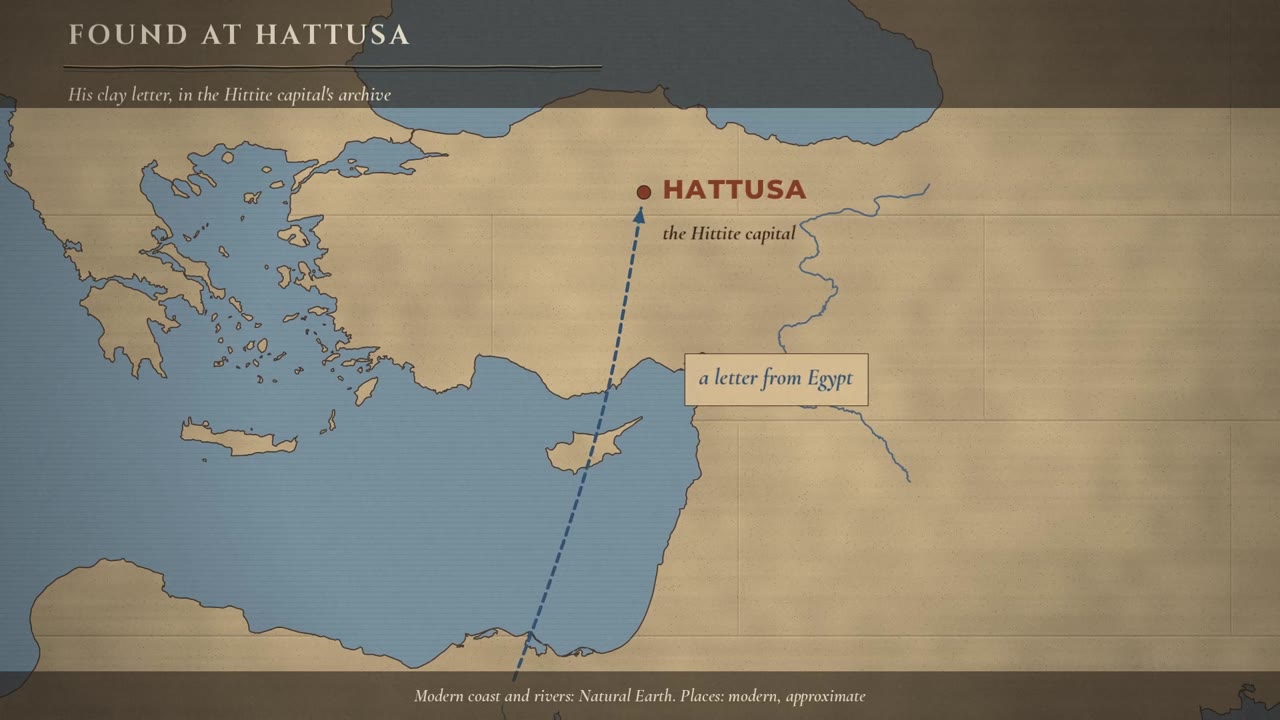 FOUND AT HATTUSA
His clay letter, in the Hittite capital's archive
HATTUSA
the Hittite capital
a letter from Egypt
Modern coast and rivers: Natural Earth. Places: modern, approximate